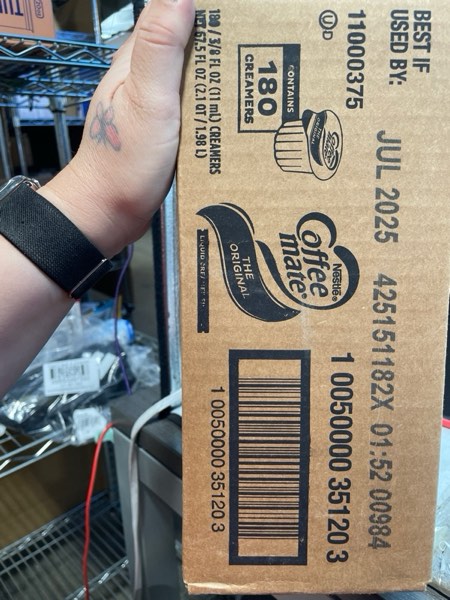 BEST IF
USED BY:
JUL 2025 425151182X 01:52 00984
11000375
U D
CONTAINS
180
CREAMERS
180 / 3/8 FL OZ (11 mL) CREAMERS
NET 67.5 FL OZ (2.1 QT / 1.98 L)
Nestlé®
Coffee
mate®
THE
ORIGINAL
1 0050000 35120 3
1 0050000 35120 3